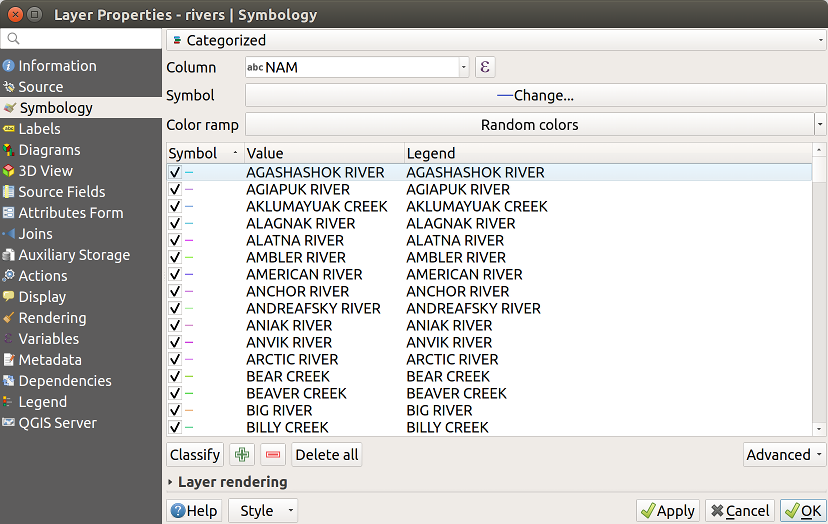 Layer Properties - rivers | Symbology
Categorized
Information
Source
Symbology
Labels
Diagrams
3D View
Source Fields
Attributes Form
Joins
Auxiliary Storage
Actions
Display
Rendering
Variables
Metadata
Dependencies
Legend
QGIS Server
Column abc NAM ε
Symbol Change...
Color ramp Random colors
Symbol Value Legend
AGASHASHOK RIVER AGASHASHOK RIVER
AGIAPUK RIVER AGIAPUK RIVER
AKLUMAYUAK CREEK AKLUMAYUAK CREEK
ALAGNAK RIVER ALAGNAK RIVER
ALATNA RIVER ALATNA RIVER
AMBLER RIVER AMBLER RIVER
AMERICAN RIVER AMERICAN RIVER
ANCHOR RIVER ANCHOR RIVER
ANDREAFSKY RIVER ANDREAFSKY RIVER
ANIAK RIVER ANIAK RIVER
ANVIK RIVER ANVIK RIVER
ARCTIC RIVER ARCTIC RIVER
BEAR CREEK BEAR CREEK
BEAVER CREEK BEAVER CREEK
BIG RIVER BIG RIVER
BILLY CREEK BILLY CREEK
Classify Delete all Advanced
Layer rendering
Help Style Apply Cancel OK